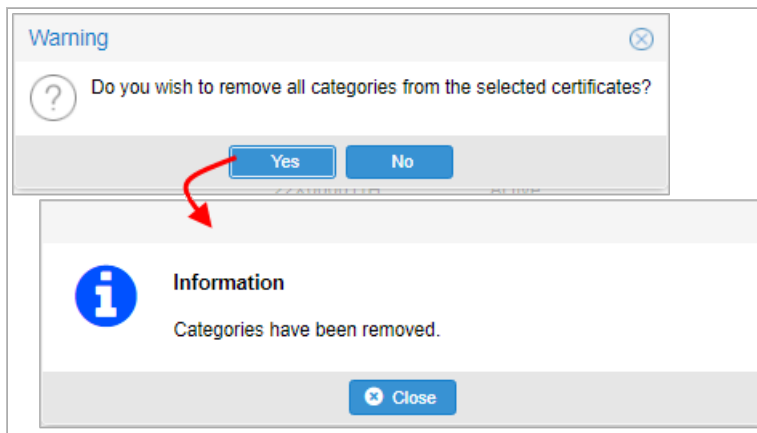 Warning
Do you wish to remove all categories from the selected certificates?
Yes No
Information
Categories have been removed.
Close